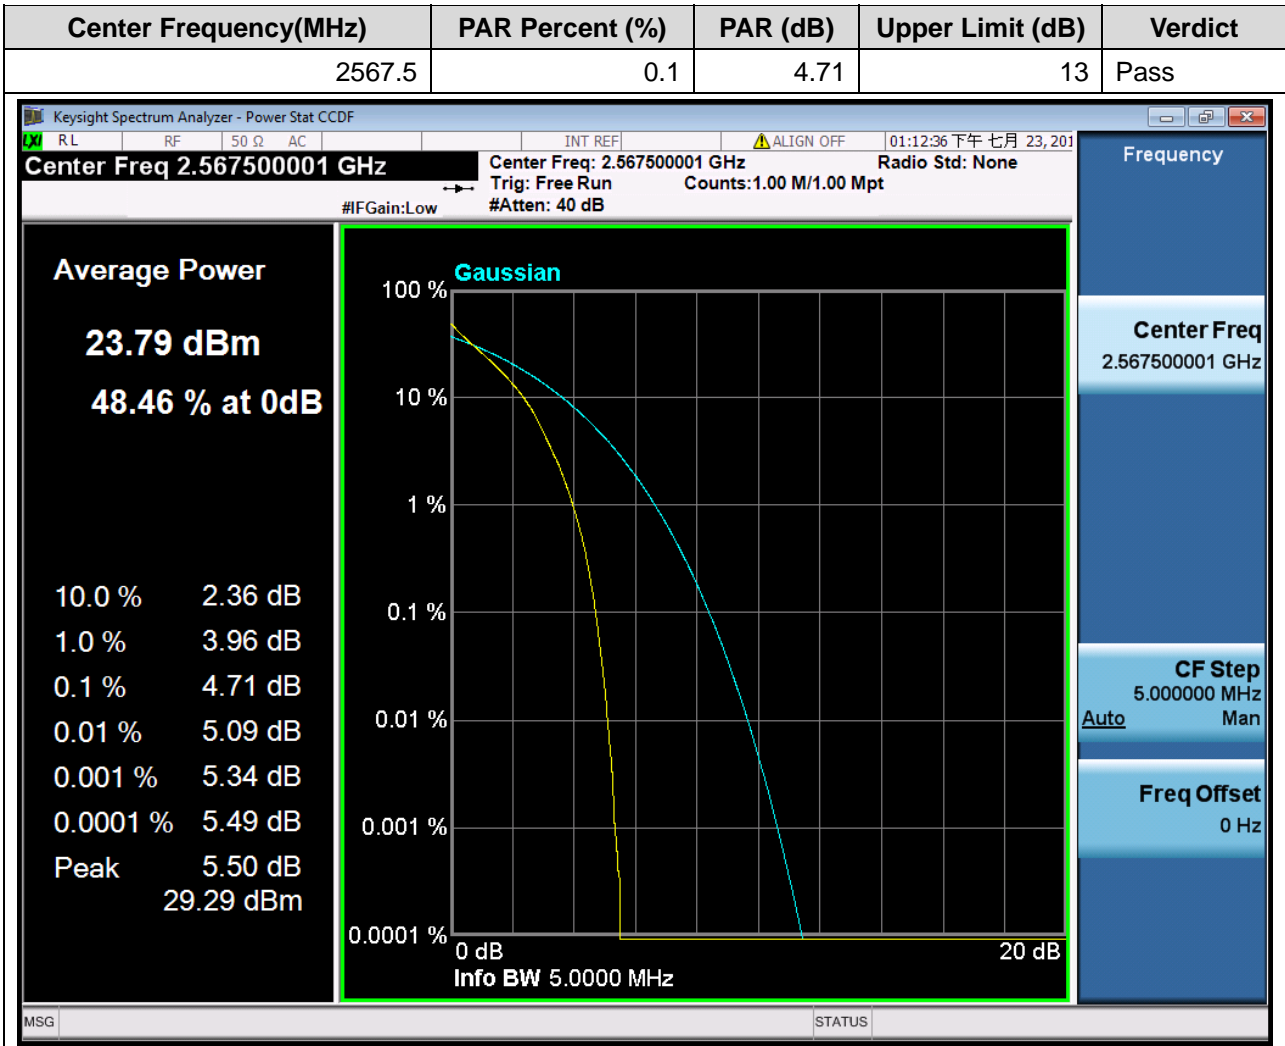 Center Frequency(MHz) PAR Percent (%) PAR (dB) Upper Limit (dB) Verdict
2567.5 0.1 4.71 13 Pass
Keysight Spectrum Analyzer - Power Stat CCDF
LXI RL RF 50 Ω AC INT REF ALIGN OFF 01:12:36 下午 七月 23, 201
Center Freq 2.567500001 GHz
#IFGain:Low
Center Freq: 2.567500001 GHz Radio Std: None
Trig: Free Run Counts:1.00 M/1.00 Mpt
#Atten: 40 dB
Average Power
23.79 dBm
48.46 % at 0dB
10.0 % 2.36 dB
1.0 % 3.96 dB
0.1 % 4.71 dB
0.01 % 5.09 dB
0.001 % 5.34 dB
0.0001 % 5.49 dB
Peak 5.50 dB
29.29 dBm
Gaussian
100 %
10 %
1 %
0.1 %
0.01 %
0.001 %
0.0001 %
0 dB 20 dB
Info BW 5.0000 MHz
Frequency
Center Freq
2.567500001 GHz
CF Step
5.000000 MHz
Auto Man
Freq Offset
0 Hz
MSG STATUS